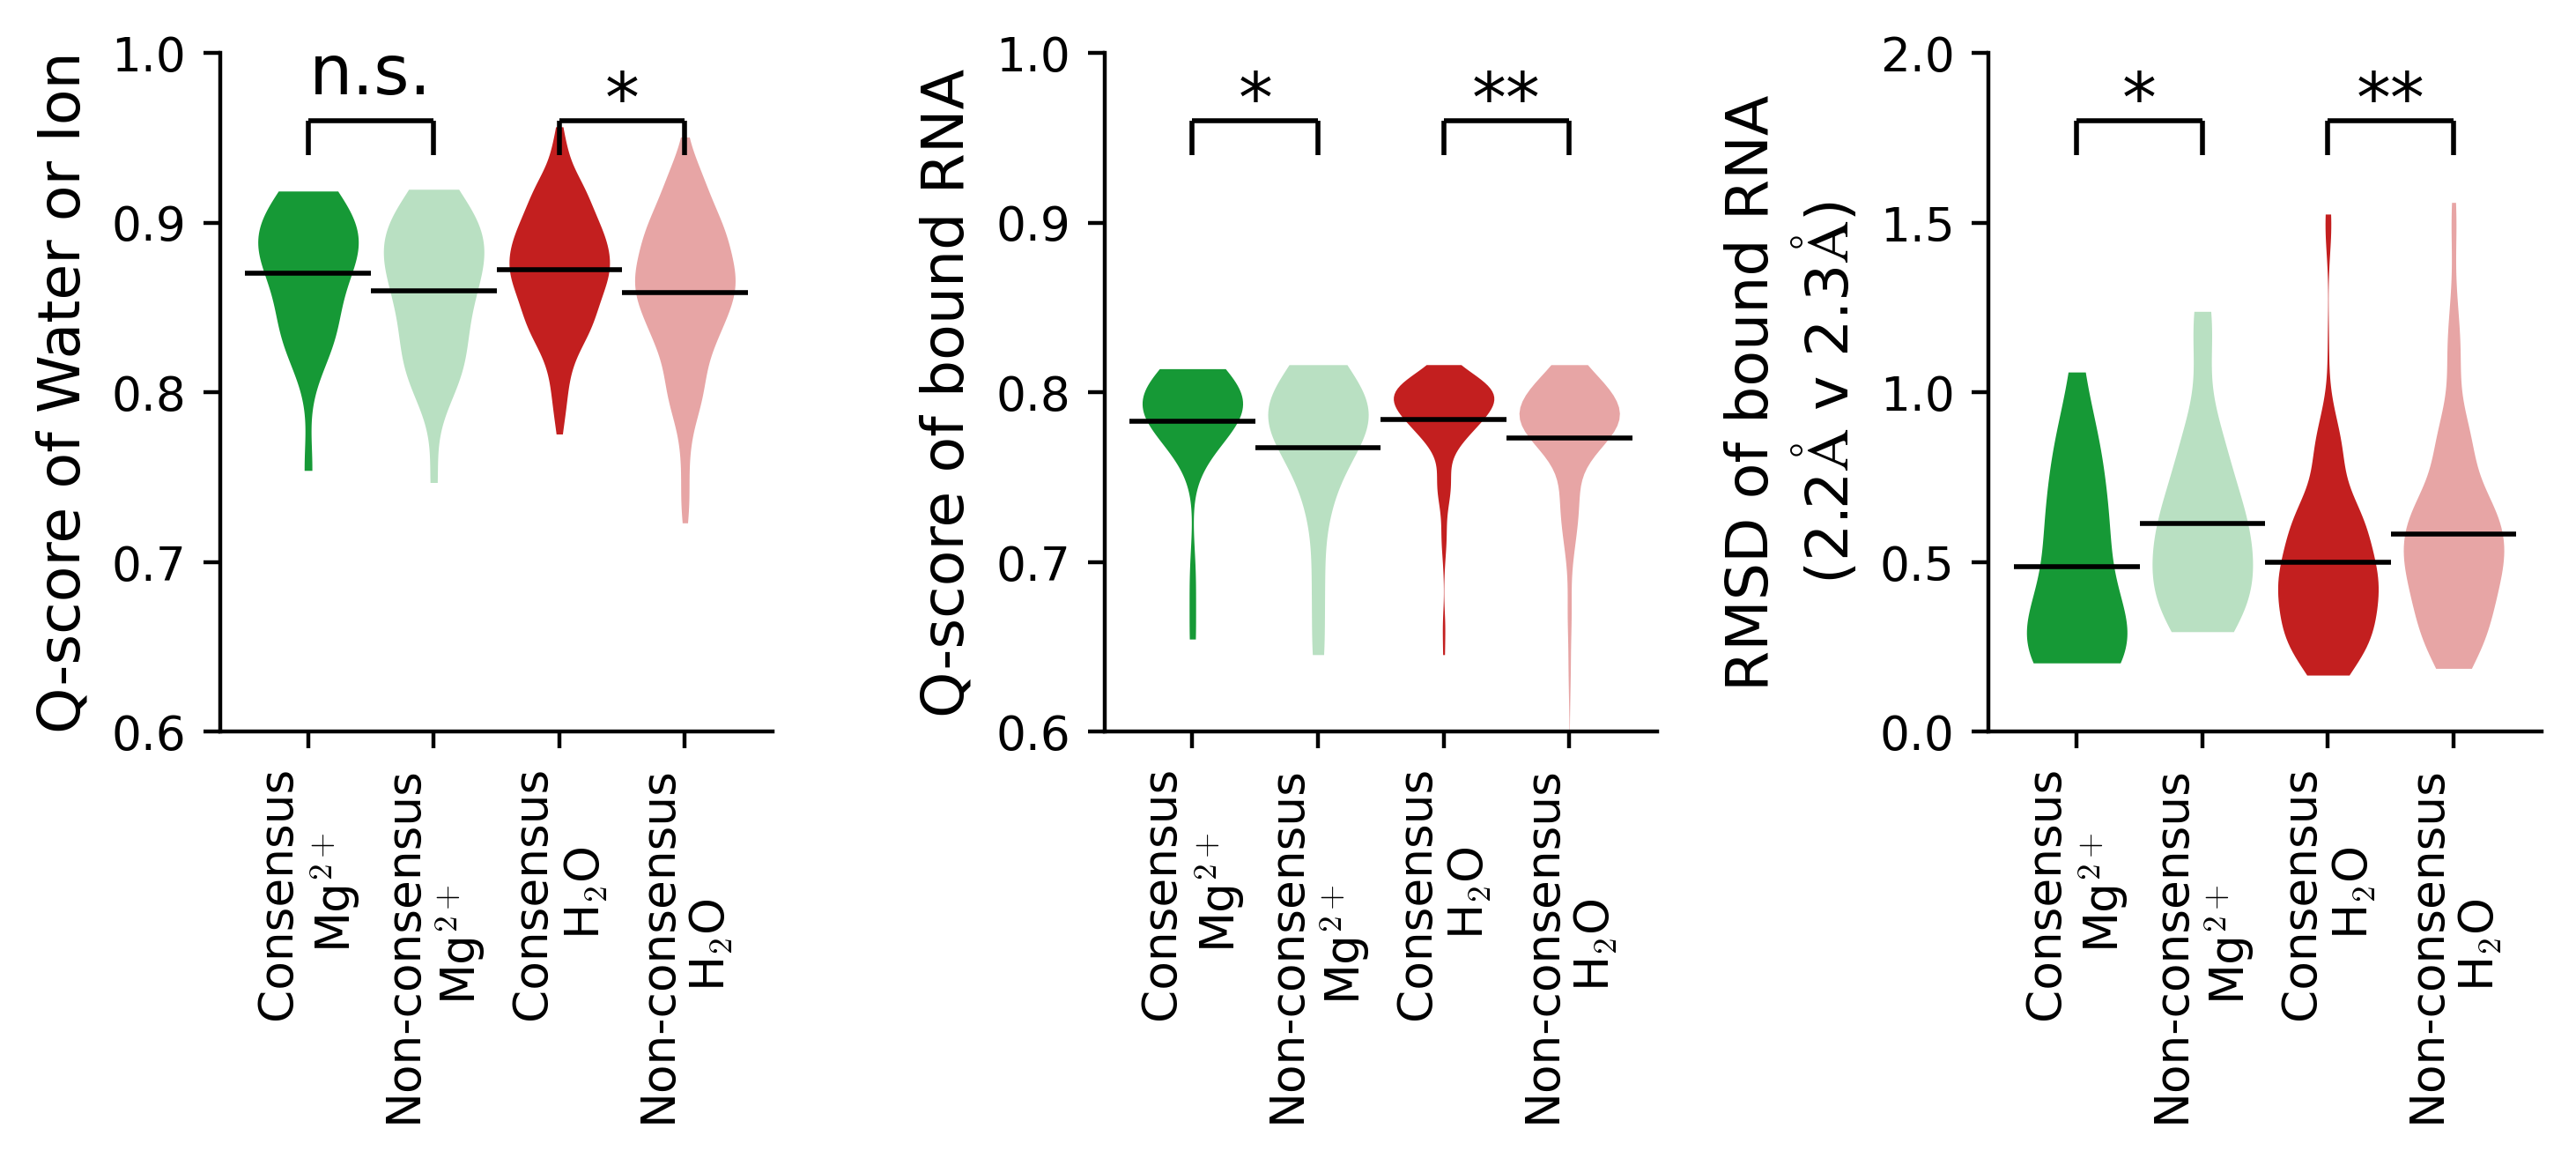 Q-score of Water or Ion
1.0
0.9
0.8
0.7
0.6
n.s.
*
Consensus
Mg²⁺
Non-consensus
Mg²⁺
Consensus
H₂O
Non-consensus
H₂O
Q-score of bound RNA
1.0
0.9
0.8
0.7
0.6
*
**
Consensus
Mg²⁺
Non-consensus
Mg²⁺
Consensus
H₂O
Non-consensus
H₂O
RMSD of bound RNA
(2.2Å v 2.3Å)
2.0
1.5
1.0
0.5
0.0
*
**
Consensus
Mg²⁺
Non-consensus
Mg²⁺
Consensus
H₂O
Non-consensus
H₂O